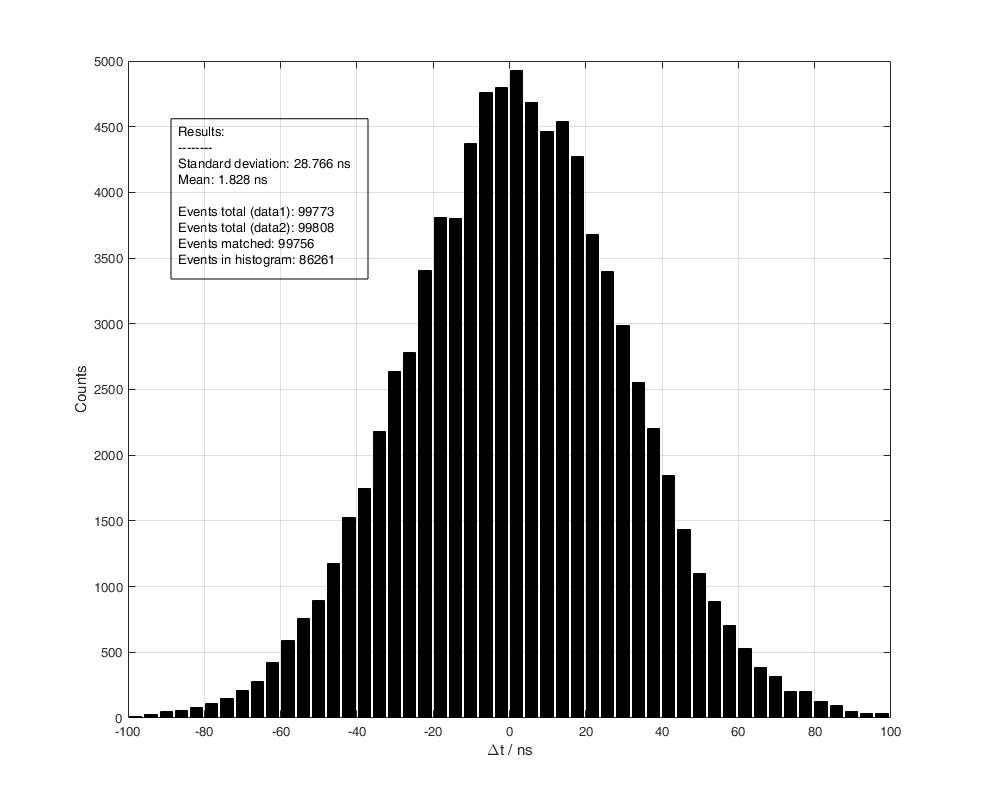 5000
4500
4000
3500
3000
2500
2000
1500
1000
500
0
Counts
Results:
--------
Standard deviation: 28.766 ns
Mean: 1.828 ns
Events total (data1): 99773
Events total (data2): 99808
Events matched: 99756
Events in histogram: 86261
-100 -80 -60 -40 -20 0 20 40 60 80 100
Δt / ns